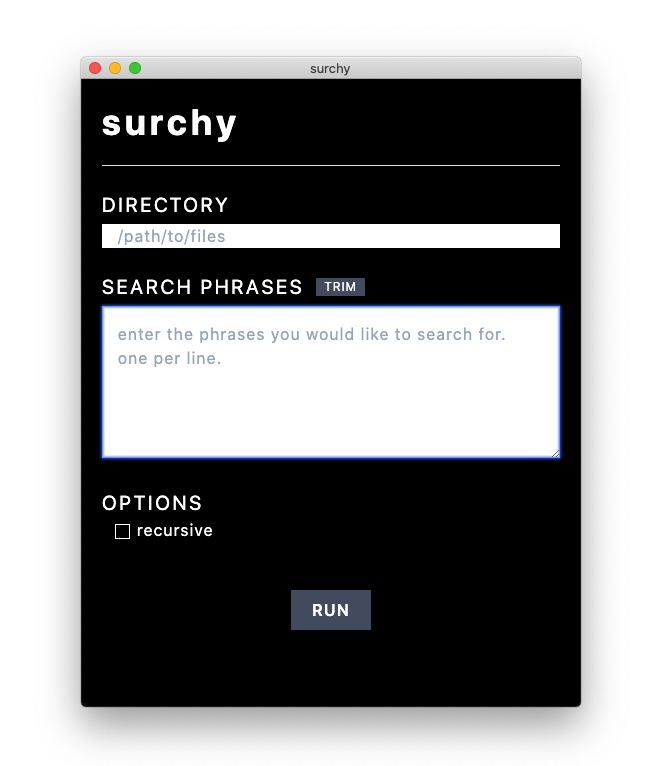 surchy
surchy
DIRECTORY
/path/to/files
SEARCH PHRASES TRIM
enter the phrases you would like to search for.
one per line.
OPTIONS
recursive
RUN